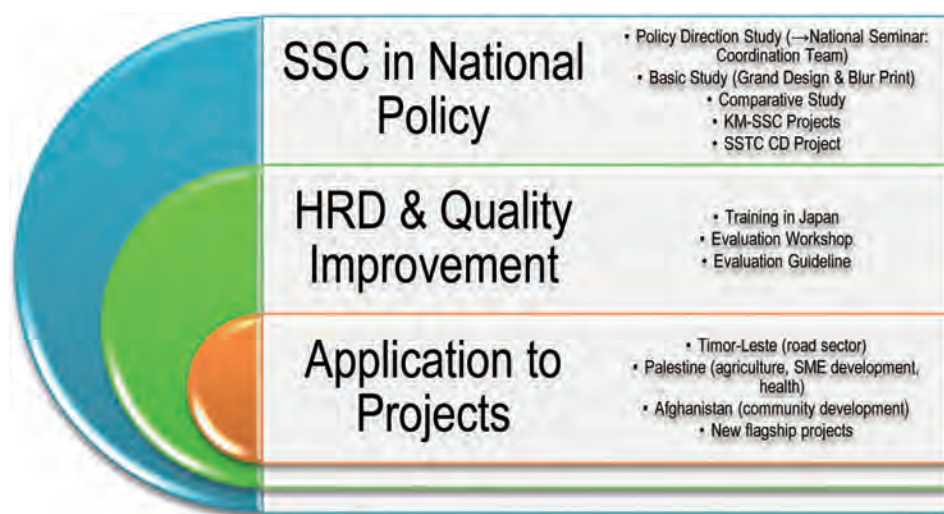 SSC in National
Policy
• Policy Direction Study (→National Seminar:
Coordination Team)
• Basic Study (Grand Design & Blur Print)
• Comparative Study
• KM-SSC Projects
• SSTC CD Project
HRD & Quality
Improvement
• Training in Japan
• Evaluation Workshop
• Evaluation Guideline
Application to
Projects
• Timor-Leste (road sector)
• Palestine (agriculture, SME development,
health)
• Afghanistan (community development)
• New flagship projects